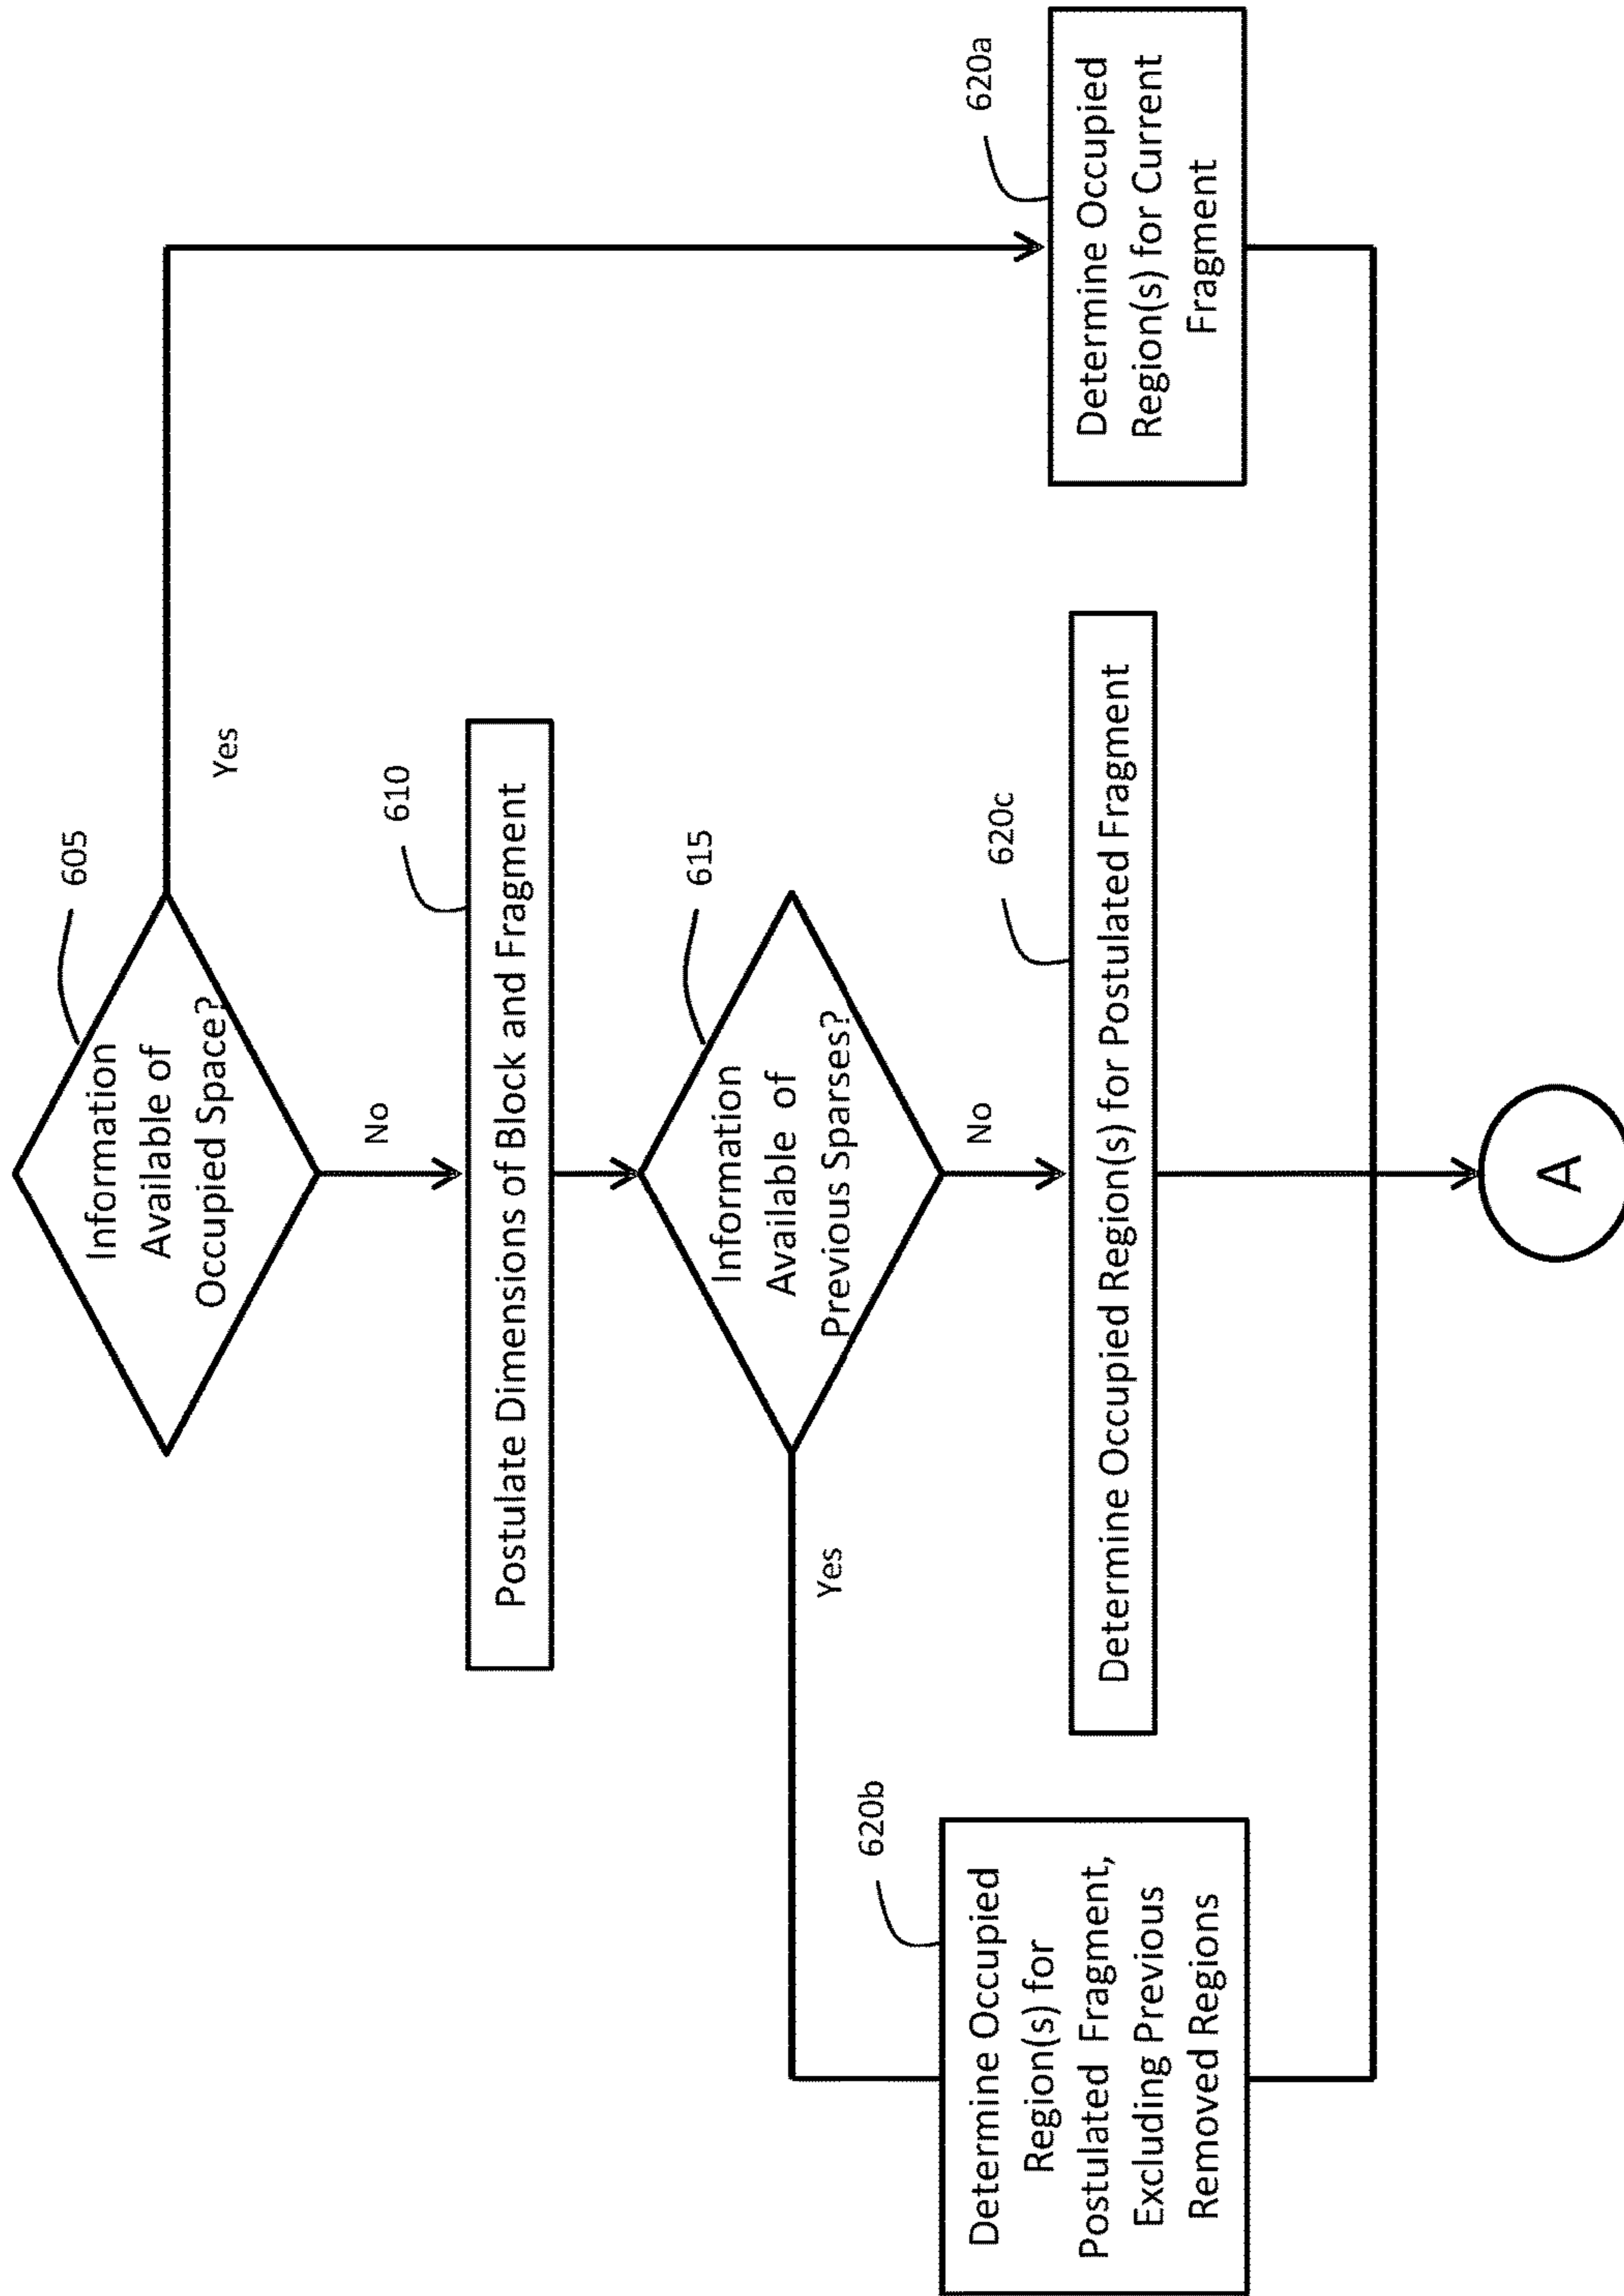 605
Information
Available of
Occupied Space?
Yes
No
610
Postulate Dimensions of Block and Fragment
615
Information
Available of
Previous Sparses?
Yes
No
620b
Determine Occupied
Region(s) for
Postulated Fragment,
Excluding Previous
Removed Regions
620c
Determine Occupied Region(s) for Postulated Fragment
620a
Determine Occupied
Region(s) for Current
Fragment
A